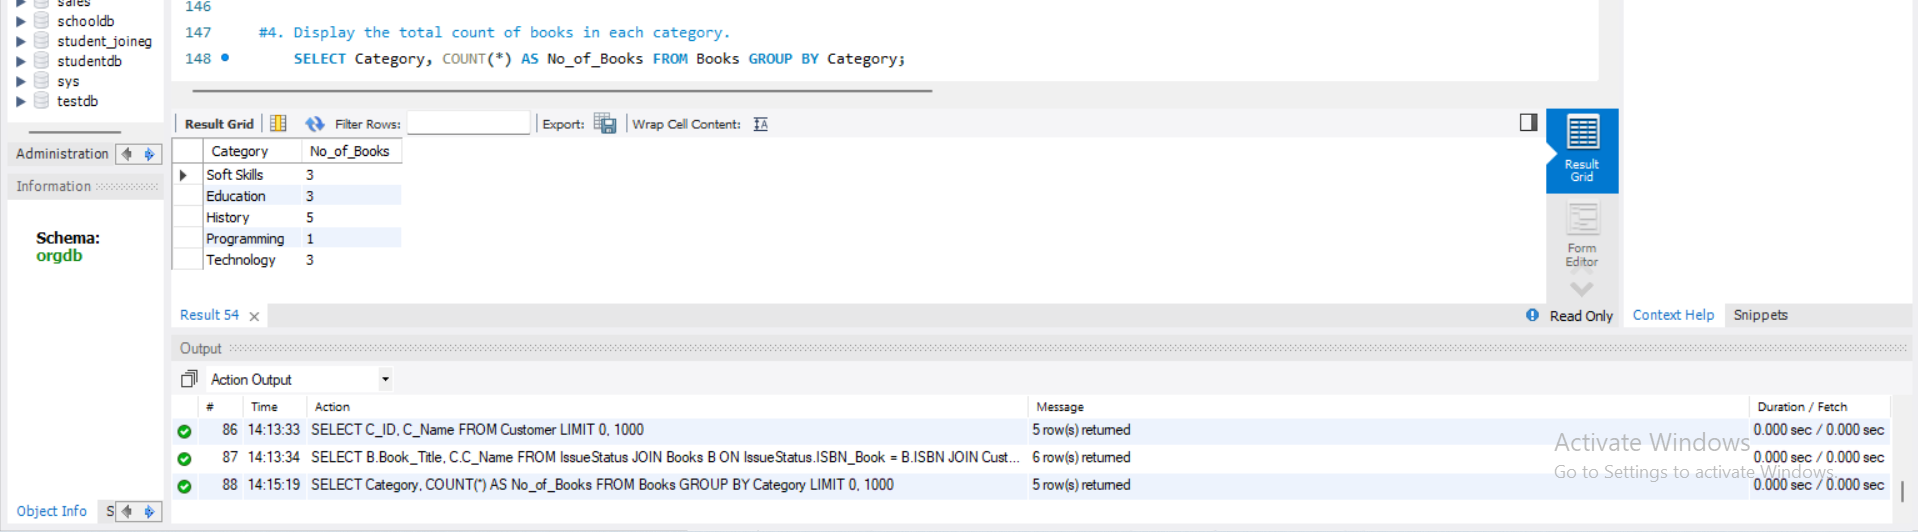 sales
schooldb
student_joineg
studentdb
sys
testdb
Administration
Information
Schema:
orgdb
Object Info S
146
147 #4. Display the total count of books in each category.
148 SELECT Category, COUNT(*) AS No_of_Books FROM Books GROUP BY Category;
Result Grid Filter Rows: Export: Wrap Cell Content:
Category No_of_Books
Soft Skills 3
Education 3
History 5
Programming 1
Technology 3
Result
Grid
Form
Editor
Result 54 Read Only Context Help Snippets
Output
Action Output
# Time Action Message Duration / Fetch
86 14:13:33 SELECT C_ID, C_Name FROM Customer LIMIT 0, 1000 5 row(s) returned 0.000 sec / 0.000 sec
87 14:13:34 SELECT B.Book_Title, C.C_Name FROM IssueStatus JOIN Books B ON IssueStatus.ISBN_Book = B.ISBN JOIN Cust... 6 row(s) returned 0.000 sec / 0.000 sec
88 14:15:19 SELECT Category, COUNT(*) AS No_of_Books FROM Books GROUP BY Category LIMIT 0, 1000 5 row(s) returned 0.000 sec / 0.000 sec
Activate Windows
Go to Settings to activate Windows.